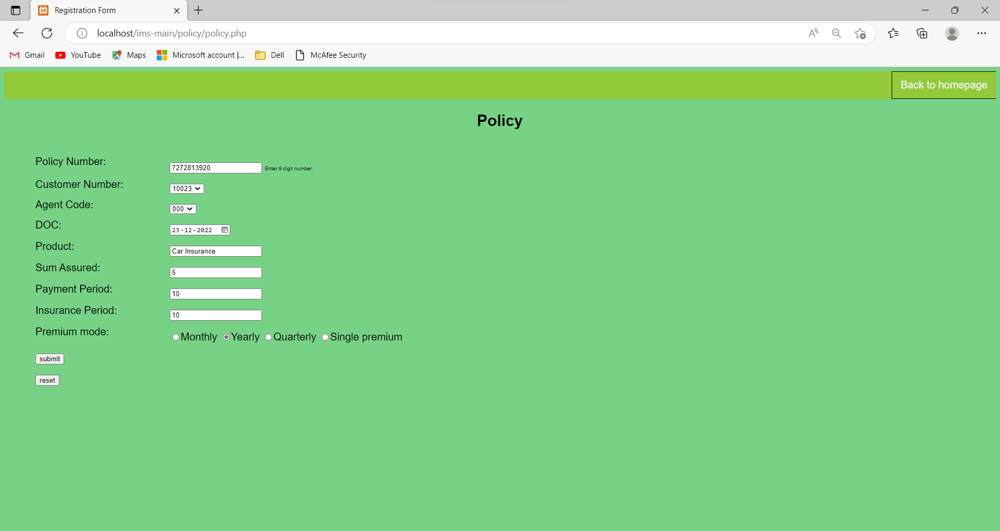 Registration Form
localhost/ims-main/policy/policy.php
Gmail YouTube Maps Microsoft account |... Dell McAfee Security
Back to homepage
Policy
Policy Number: 7272813920 Enter 9 digit number.
Customer Number: 10023
Agent Code: 000
DOC: 23-12-2022
Product: Car Insurance
Sum Assured: 5
Payment Period: 10
Insurance Period: 10
Premium mode: Monthly Yearly Quarterly Single premium
submit
reset